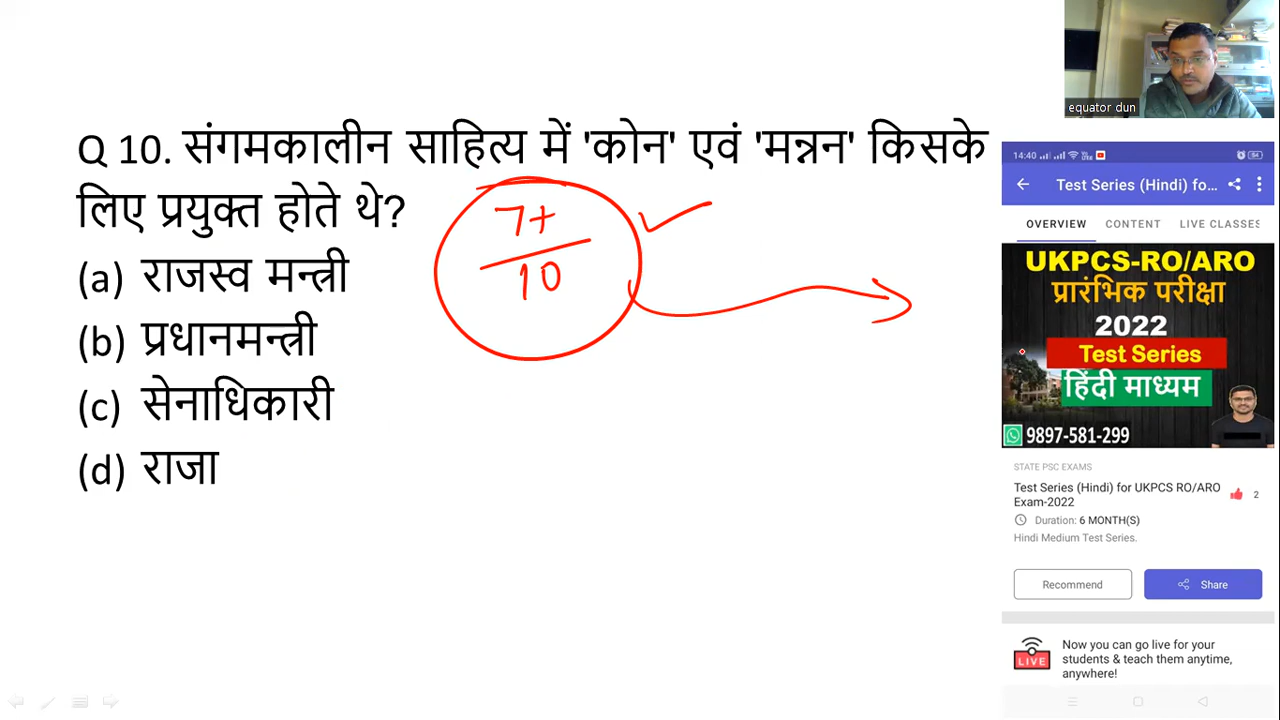 equator dun
Q 10. संगमकालीन साहित्य में 'कोन' एवं 'मन्नन' किसके
लिए प्रयुक्त होते थे?
7+
10
(a) राजस्व मन्त्री
(b) प्रधानमन्त्री
(c) सेनाधिकारी
(d) राजा
14:40
64
Test Series (Hindi) fo...
OVERVIEW CONTENT LIVE CLASSES
UKPCS-RO/ARO
प्रारंभिक परीक्षा
2022
Test Series
हिंदी माध्यम
9897-581-299
STATE PSC EXAMS
Test Series (Hindi) for UKPCS RO/ARO
Exam-2022
2
Duration: 6 MONTH(S)
Hindi Medium Test Series.
Recommend Share
LIVE
Now you can go live for your
students & teach them anytime,
anywhere!